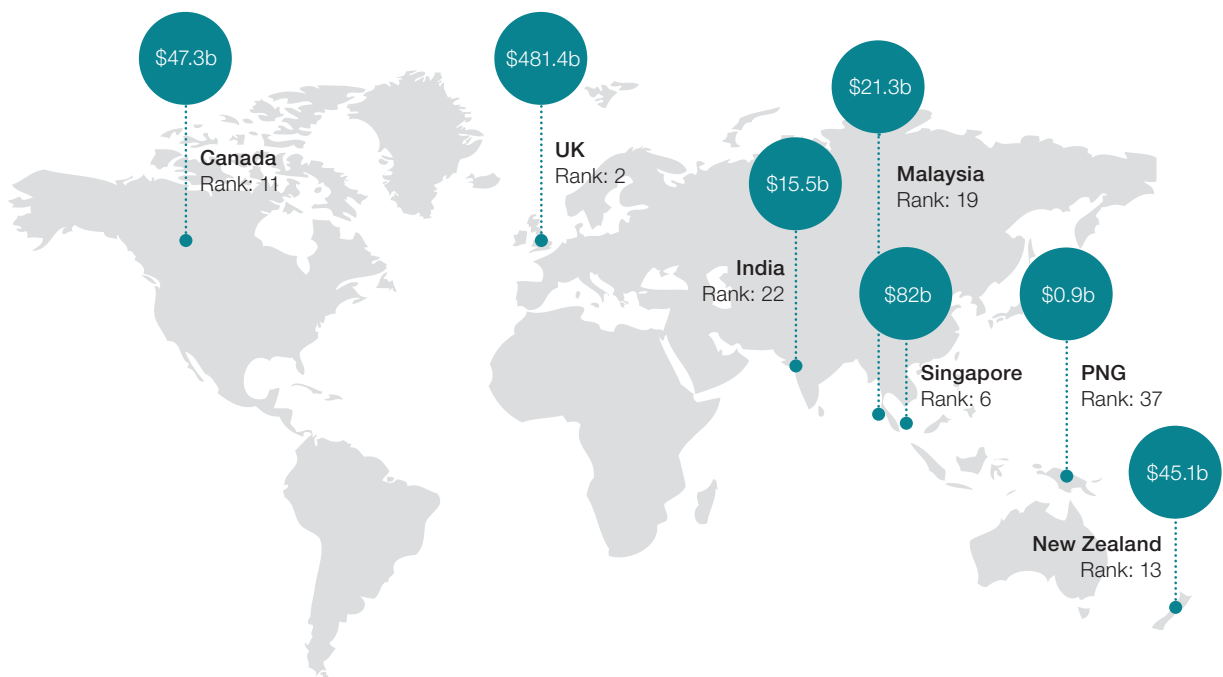 $47.3b
Canada
Rank: 11
$481.4b
UK
Rank: 2
$21.3b
Malaysia
Rank: 19
$15.5b
India
Rank: 22
$82b
Singapore
Rank: 6
$0.9b
PNG
Rank: 37
$45.1b
New Zealand
Rank: 13